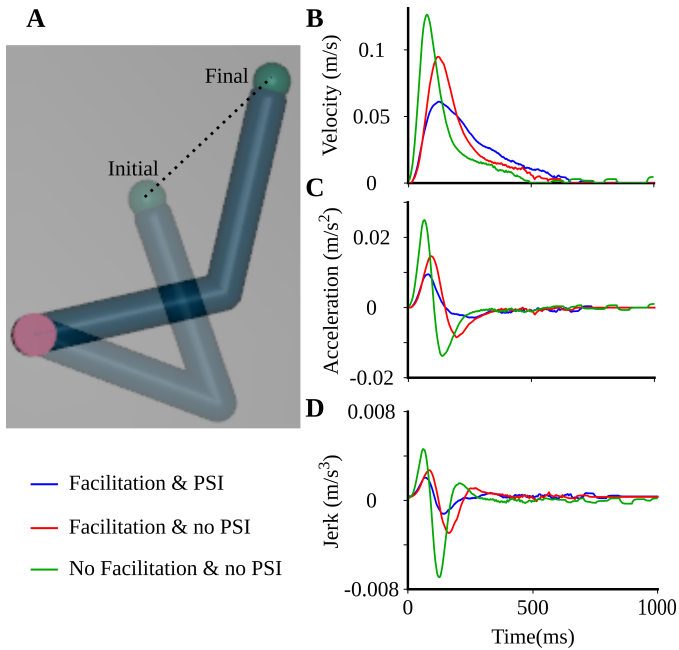 A
Final
Initial
B
Velocity (m/s)
0.1
0.05
0
C
Acceleration (m/s²)
0.02
0
-0.02
D
Jerk (m/s³)
0.008
0
-0.008
0
500
1000
Time(ms)
Facilitation & PSI
Facilitation & no PSI
No Facilitation & no PSI